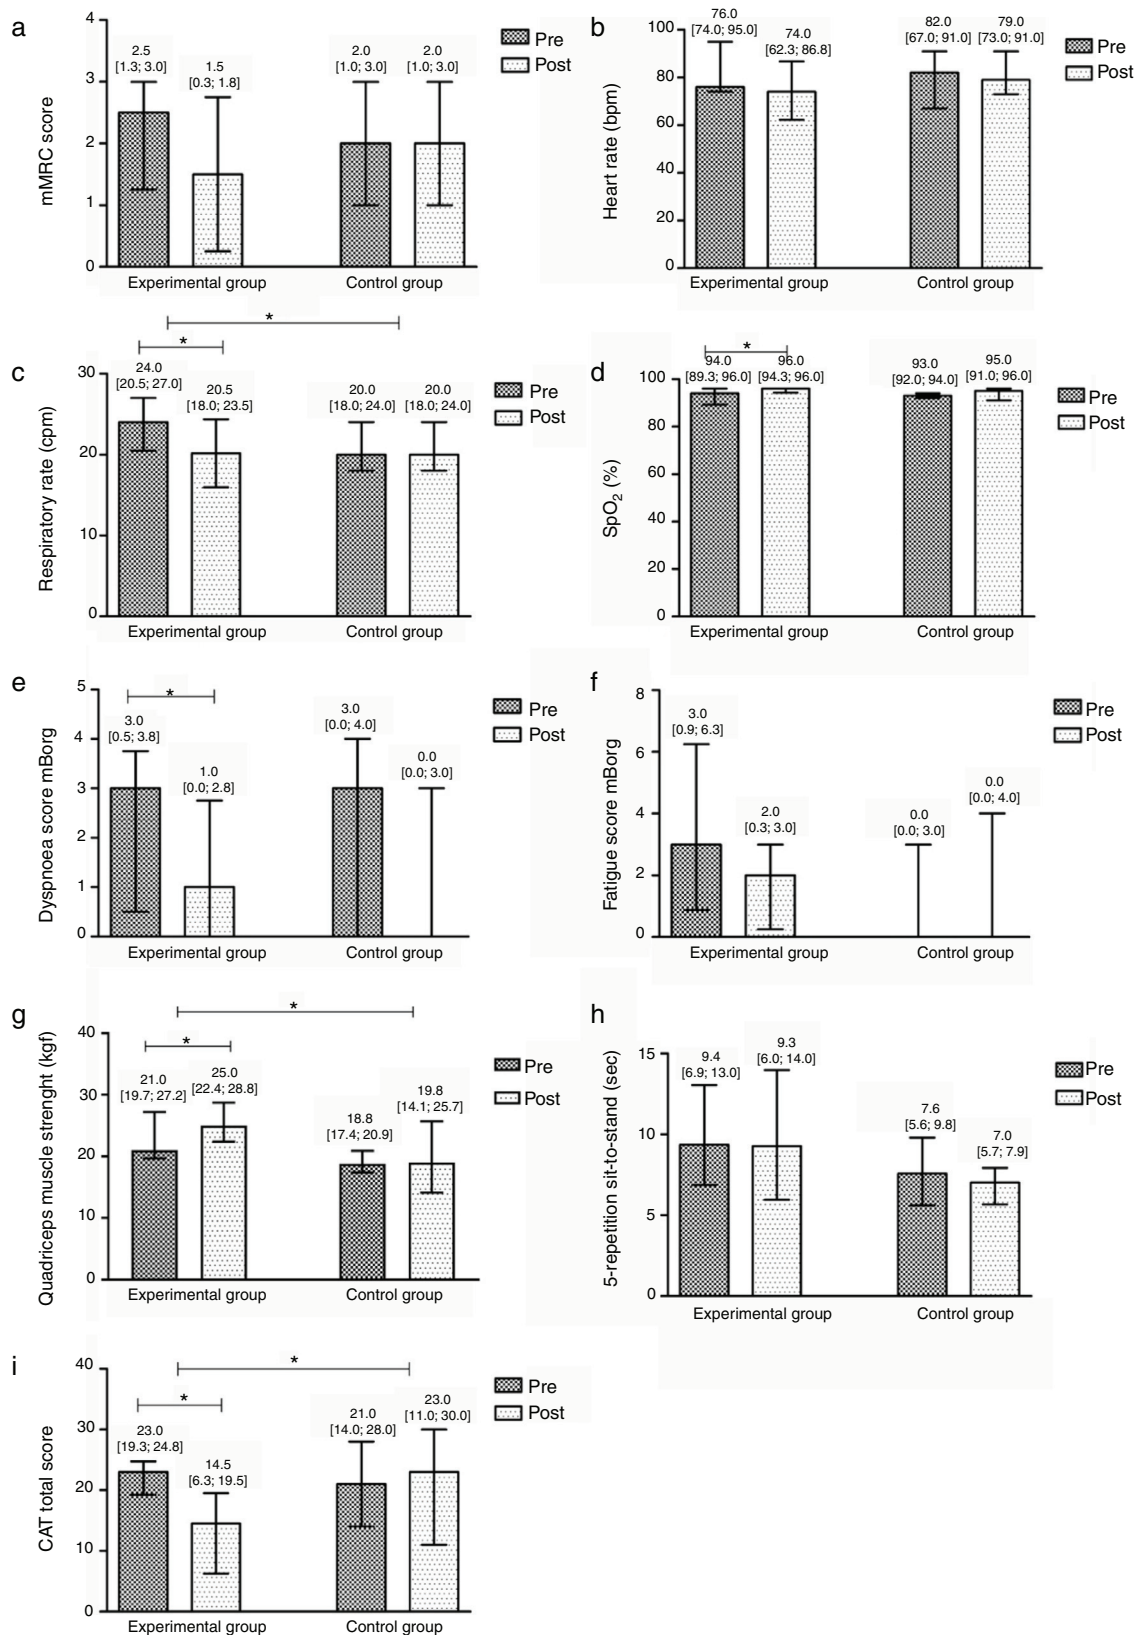 a
mMRC score
4
3
2
1
0
2.5
[1.3; 3.0]
1.5
[0.3; 1.8]
2.0
[1.0; 3.0]
2.0
[1.0; 3.0]
Pre
Post
Experimental group
Control group
b
Heart rate (bpm)
100
80
60
40
20
0
76.0
[74.0; 95.0]
74.0
[62.3; 86.8]
82.0
[67.0; 91.0]
79.0
[73.0; 91.0]
Pre
Post
Experimental group
Control group
c
Respiratory rate (cpm)
30
20
10
0
*
*
24.0
[20.5; 27.0]
20.5
[18.0; 23.5]
20.0
[18.0; 24.0]
20.0
[18.0; 24.0]
Pre
Post
Experimental group
Control group
d
SpO2 (%)
100
80
60
40
20
0
*
94.0
[89.3; 96.0]
96.0
[94.3; 96.0]
93.0
[92.0; 94.0]
95.0
[91.0; 96.0]
Pre
Post
Experimental group
Control group
e
Dyspnoea score mBorg
5
4
3
2
1
0
*
3.0
[0.5; 3.8]
1.0
[0.0; 2.8]
3.0
[0.0; 4.0]
0.0
[0.0; 3.0]
Pre
Post
Experimental group
Control group
f
Fatigue score mBorg
8
6
4
2
0
3.0
[0.9; 6.3]
2.0
[0.3; 3.0]
0.0
[0.0; 3.0]
0.0
[0.0; 4.0]
Pre
Post
Experimental group
Control group
g
Quadriceps muscle strenght (kgf)
40
30
20
10
0
*
*
21.0
[19.7; 27.2]
25.0
[22.4; 28.8]
18.8
[17.4; 20.9]
19.8
[14.1; 25.7]
Pre
Post
Experimental group
Control group
h
5-repetition sit-to-stand (sec)
15
10
5
0
9.4
[6.9; 13.0]
9.3
[6.0; 14.0]
7.6
[5.6; 9.8]
7.0
[5.7; 7.9]
Pre
Post
Experimental group
Control group
i
CAT total score
40
30
20
10
0
*
*
23.0
[19.3; 24.8]
14.5
[6.3; 19.5]
21.0
[14.0; 28.0]
23.0
[11.0; 30.0]
Pre
Post
Experimental group
Control group